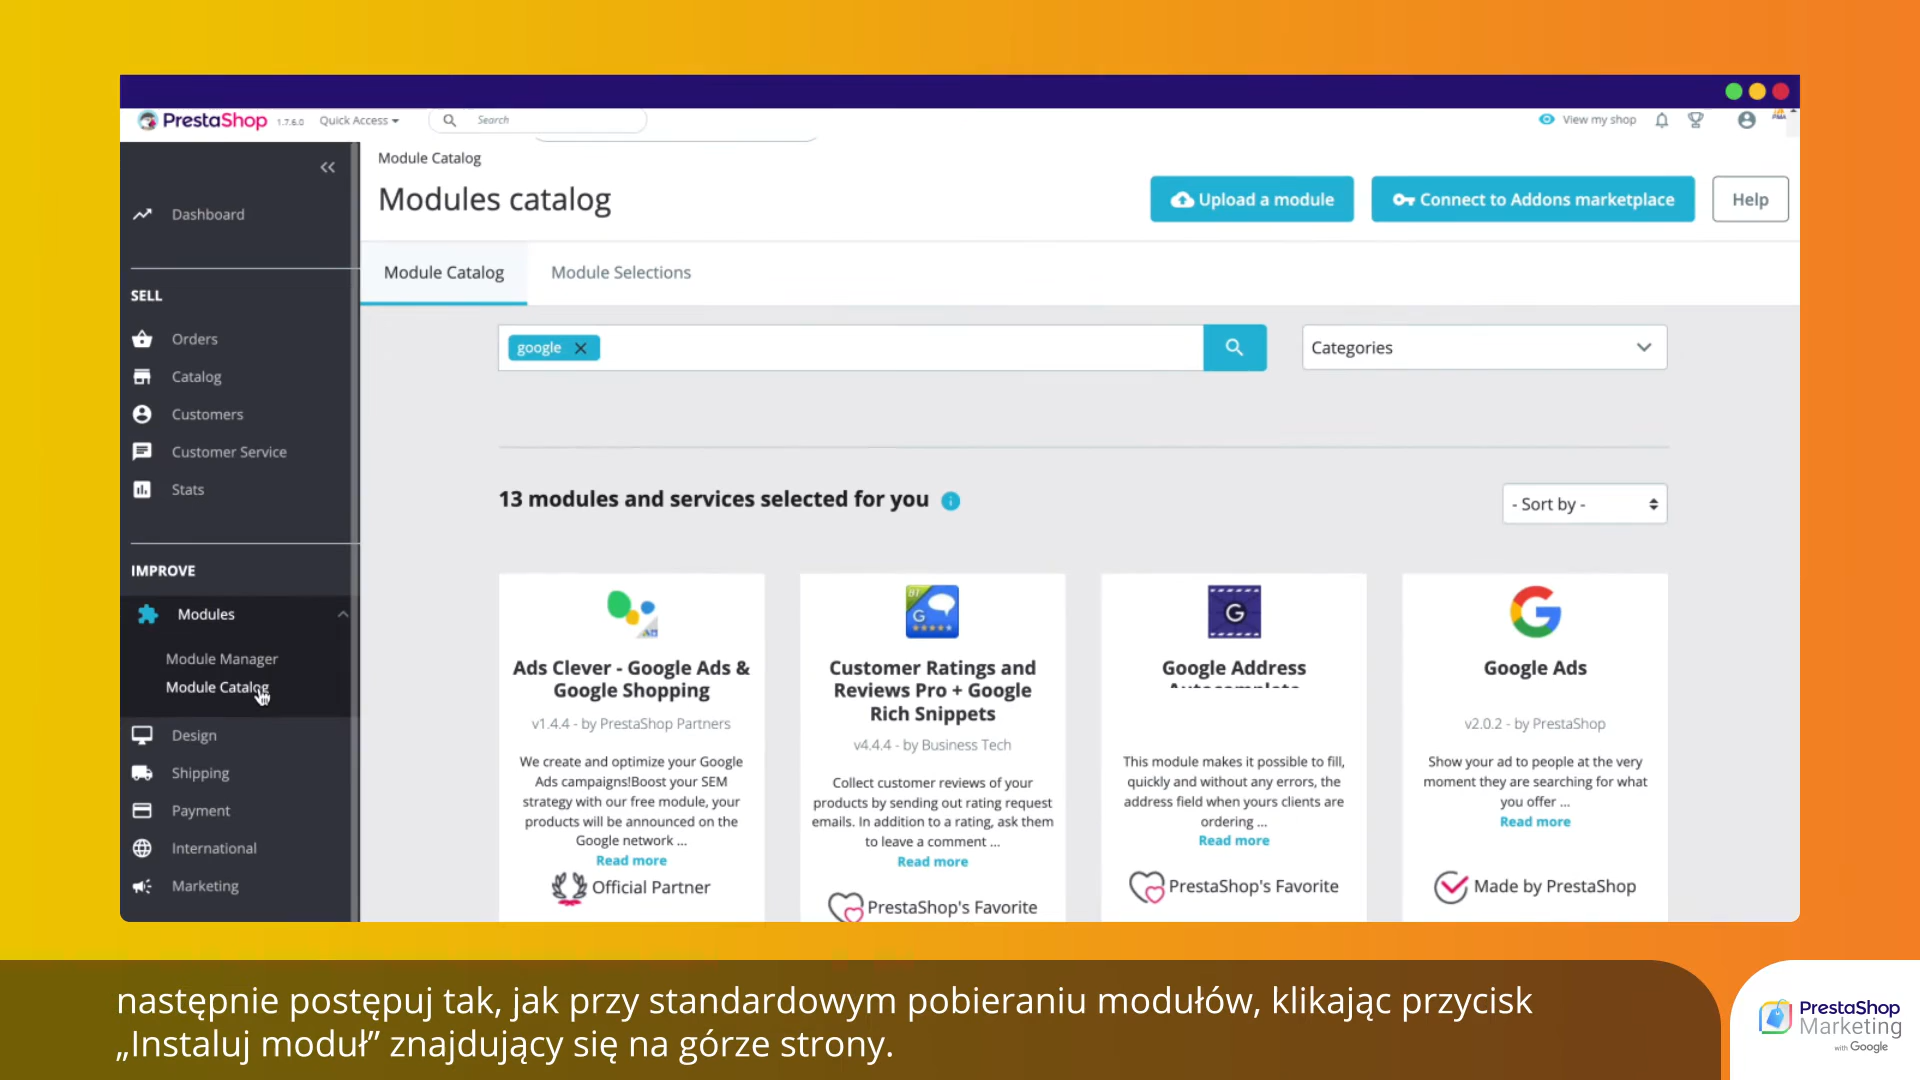 PrestaShop 1.7.6.0 Quick Access Search View my shop
Module Catalog
Modules catalog
Upload a module Connect to Addons marketplace Help
Module Catalog Module Selections
google Categories
13 modules and services selected for you - Sort by -
Dashboard
SELL
Orders
Catalog
Customers
Customer Service
Stats
IMPROVE
Modules
Module Manager
Module Catalog
Design
Shipping
Payment
International
Marketing
Ads Clever - Google Ads &
Google Shopping
v1.4.4 - by PrestaShop Partners
We create and optimize your Google
Ads campaigns!Boost your SEM
strategy with our free module, your
products will be announced on the
Google network ...
Read more
Official Partner
Customer Ratings and
Reviews Pro + Google
Rich Snippets
v4.4.4 - by Business Tech
Collect customer reviews of your
products by sending out rating request
emails. In addition to a rating, ask them
to leave a comment ...
Read more
PrestaShop's Favorite
Google Address
This module makes it possible to fill,
quickly and without any errors, the
address field when yours clients are
ordering ...
Read more
PrestaShop's Favorite
Google Ads
v2.0.2 - by PrestaShop
Show your ad to people at the very
moment they are searching for what
you offer ...
Read more
Made by PrestaShop
następnie postępuj tak, jak przy standardowym pobieraniu modułów, klikając przycisk
„Instaluj moduł” znajdujący się na górze strony.
PrestaShop
Marketing
with Google